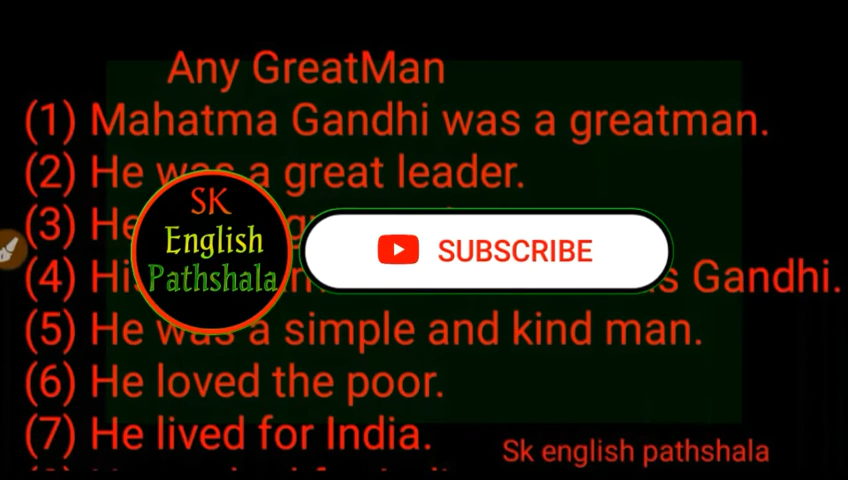 Any GreatMan
(1) Mahatma Gandhi was a greatman.
(2) He was a great leader.
(3) He
SK
English
Pathshala
SUBSCRIBE
(4) Gandhi.
(5) He was a simple and kind man.
(6) He loved the poor.
(7) He lived for India.
Sk english pathshala